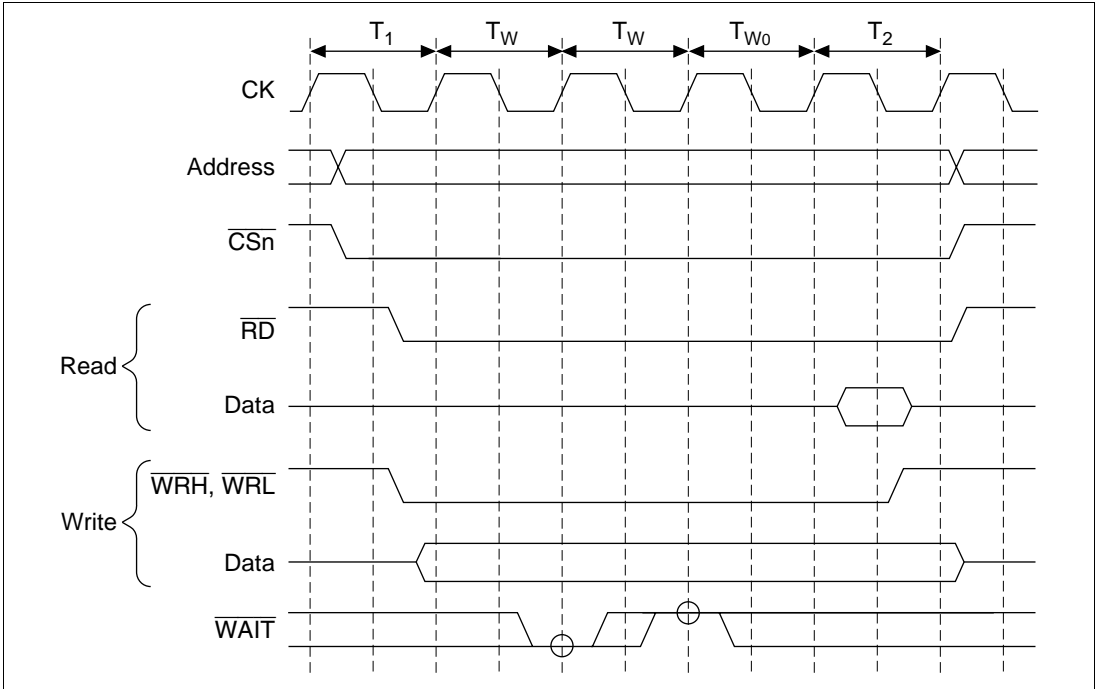 T1 TW TW TW0 T2
CK
Address
CSn
RD
Read
Data
WRH, WRL
Write
Data
WAIT